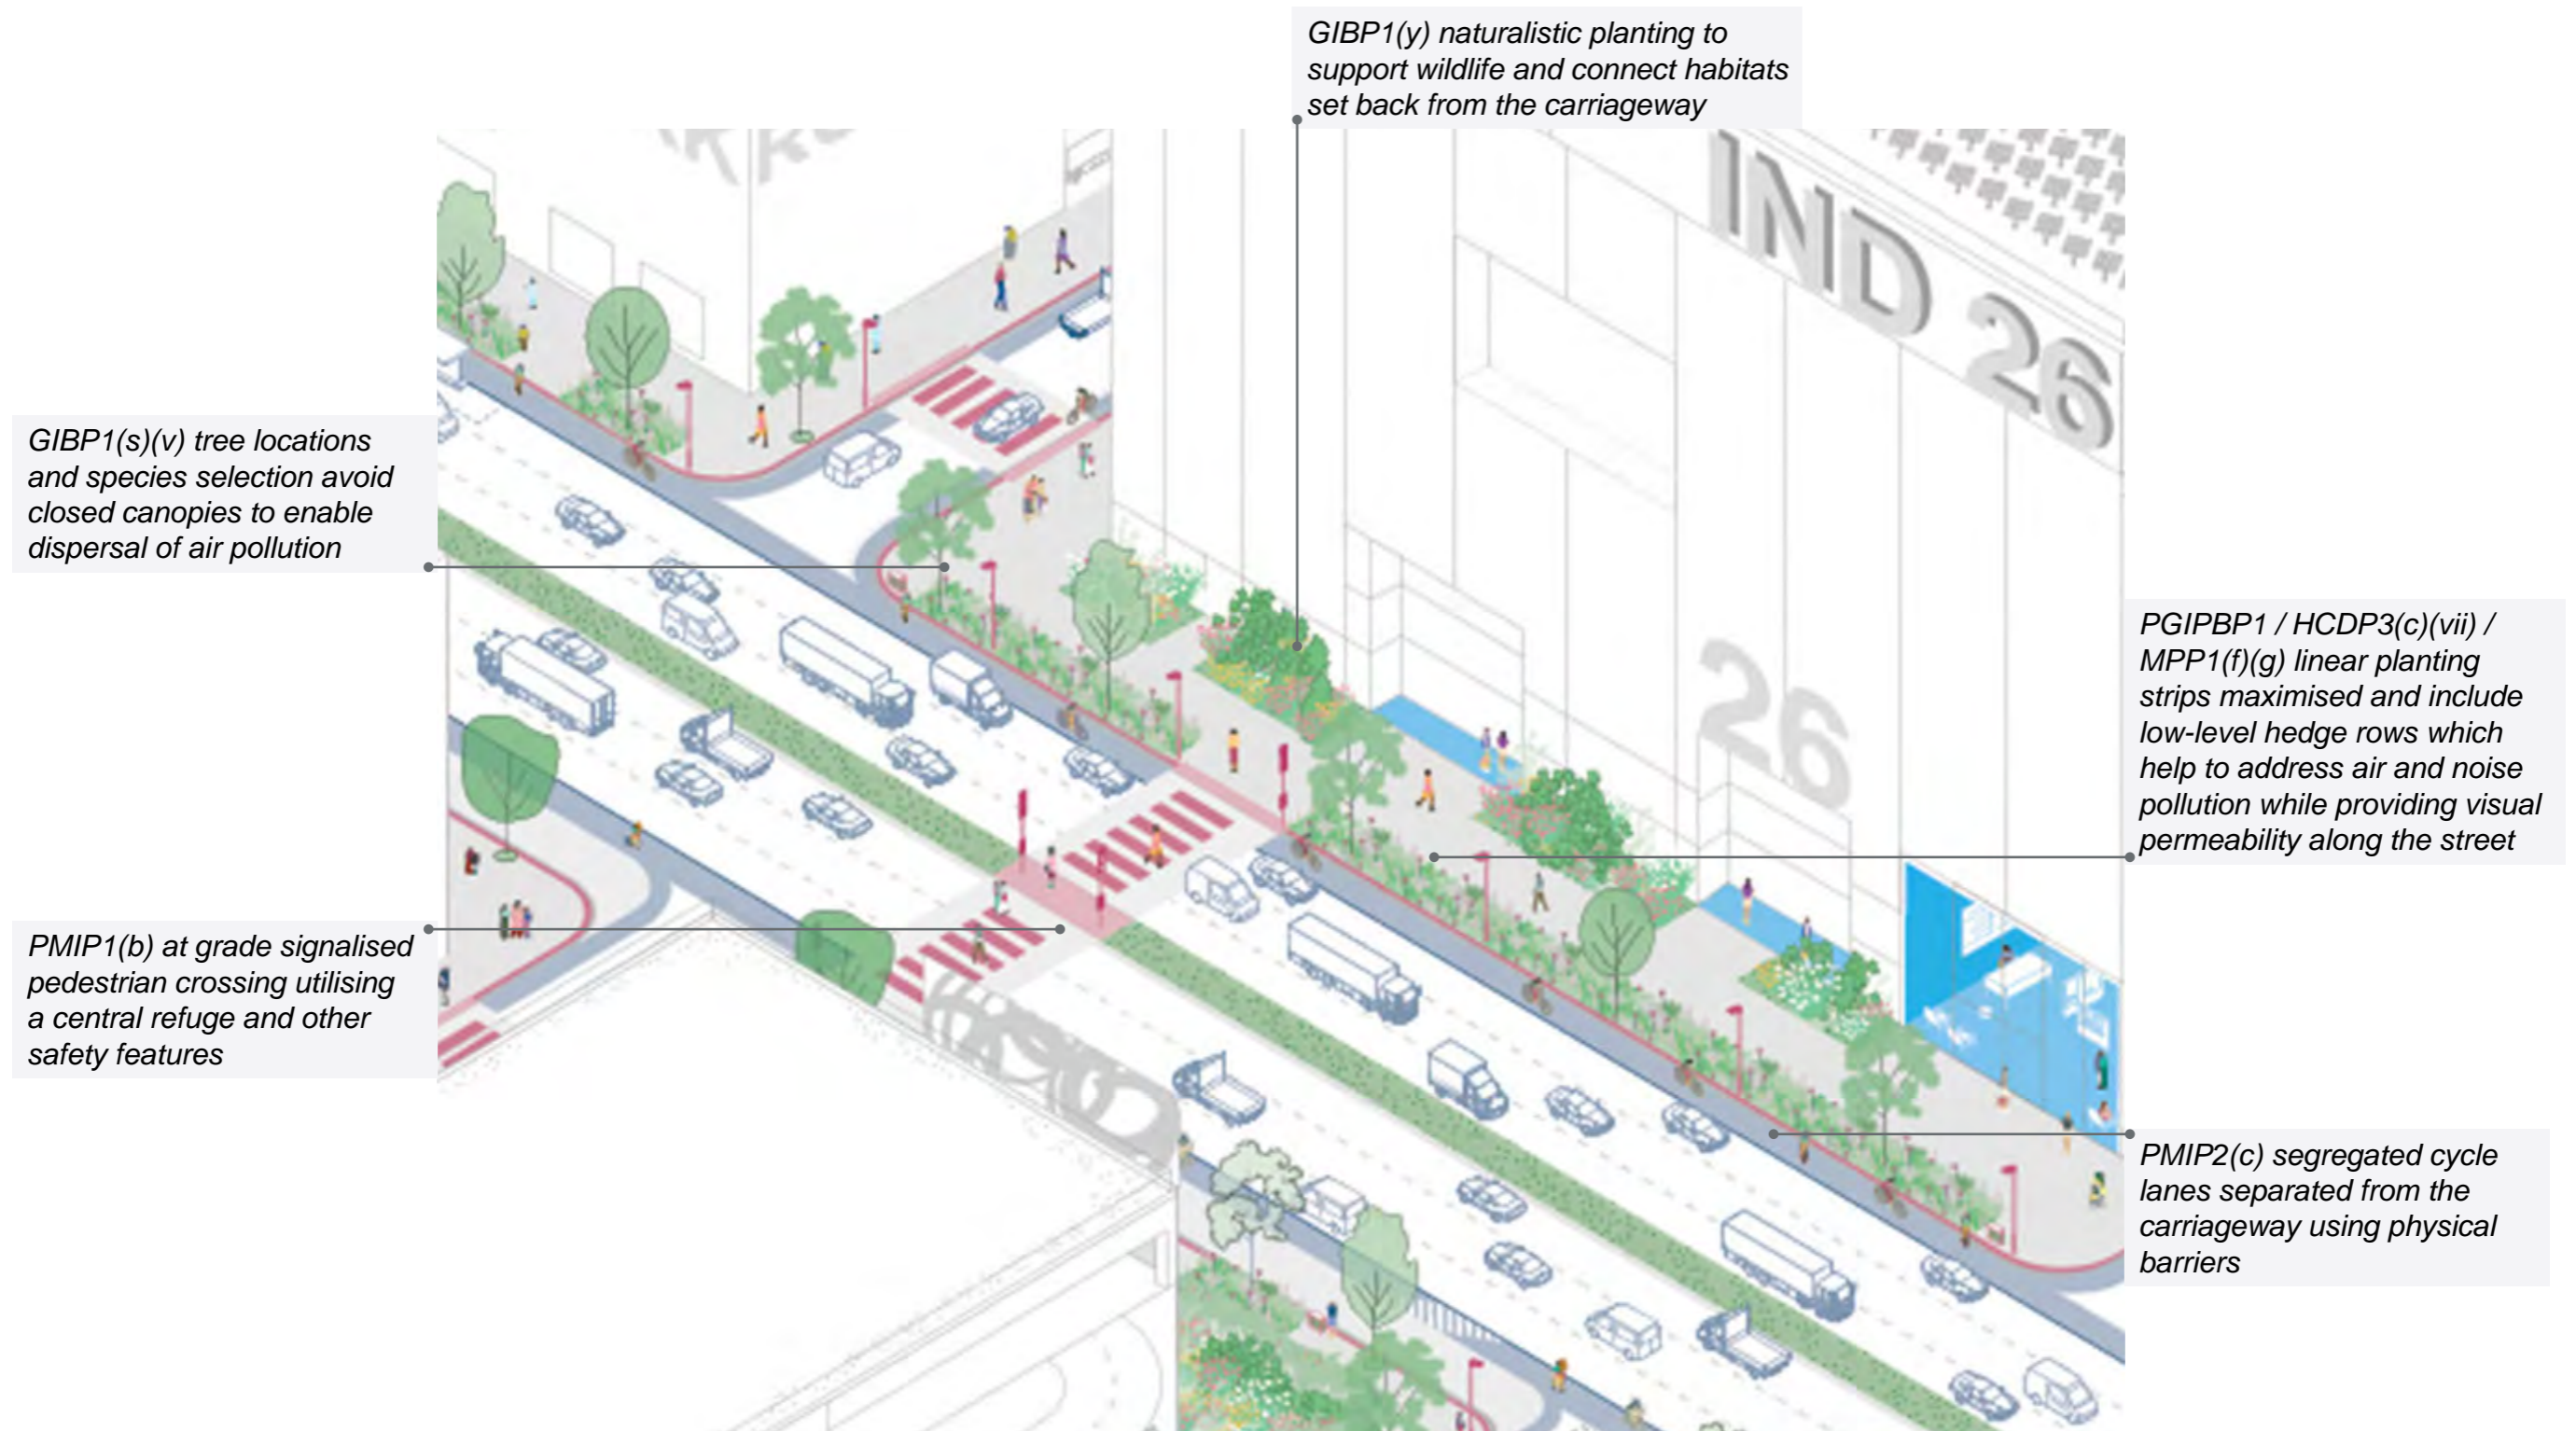 GIBP1(y) naturalistic planting to
support wildlife and connect habitats
set back from the carriageway
IND 26
GIBP1(s)(v) tree locations
and species selection avoid
closed canopies to enable
dispersal of air pollution
PGIPBP1 / HCDP3(c)(vii) /
MPP1(f)(g) linear planting
strips maximised and include
low-level hedge rows which
help to address air and noise
pollution while providing visual
permeability along the street
26
PMIP1(b) at grade signalised
pedestrian crossing utilising
a central refuge and other
safety features
PMIP2(c) segregated cycle
lanes separated from the
carriageway using physical
barriers